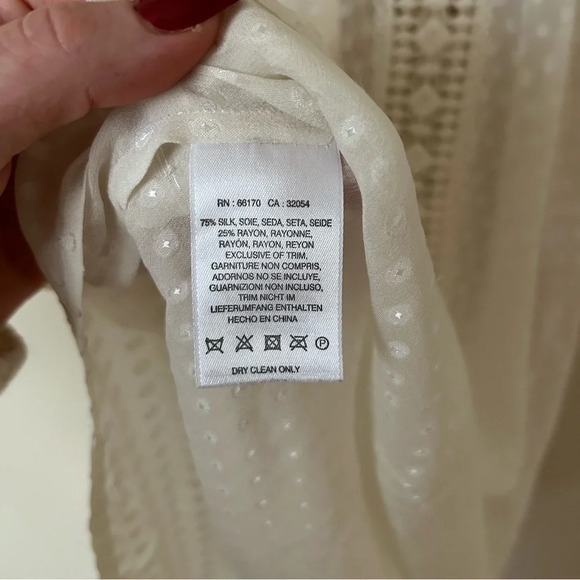 RN : 66170 CA : 32054
75% SILK, SOIE, SEDA, SETA, SEIDE
25% RAYON, RAYONNE,
RAYÓN, RAYON, REYON
EXCLUSIVE OF TRIM.
GARNITURE NON COMPRIS,
ADORNOS NO SE INCLUYE,
GUARNIZIONI NON INCLUSO,
TRIM NICHT IM
LIEFERUMFANG ENTHALTEN
HECHO EN CHINA
P
DRY CLEAN ONLY